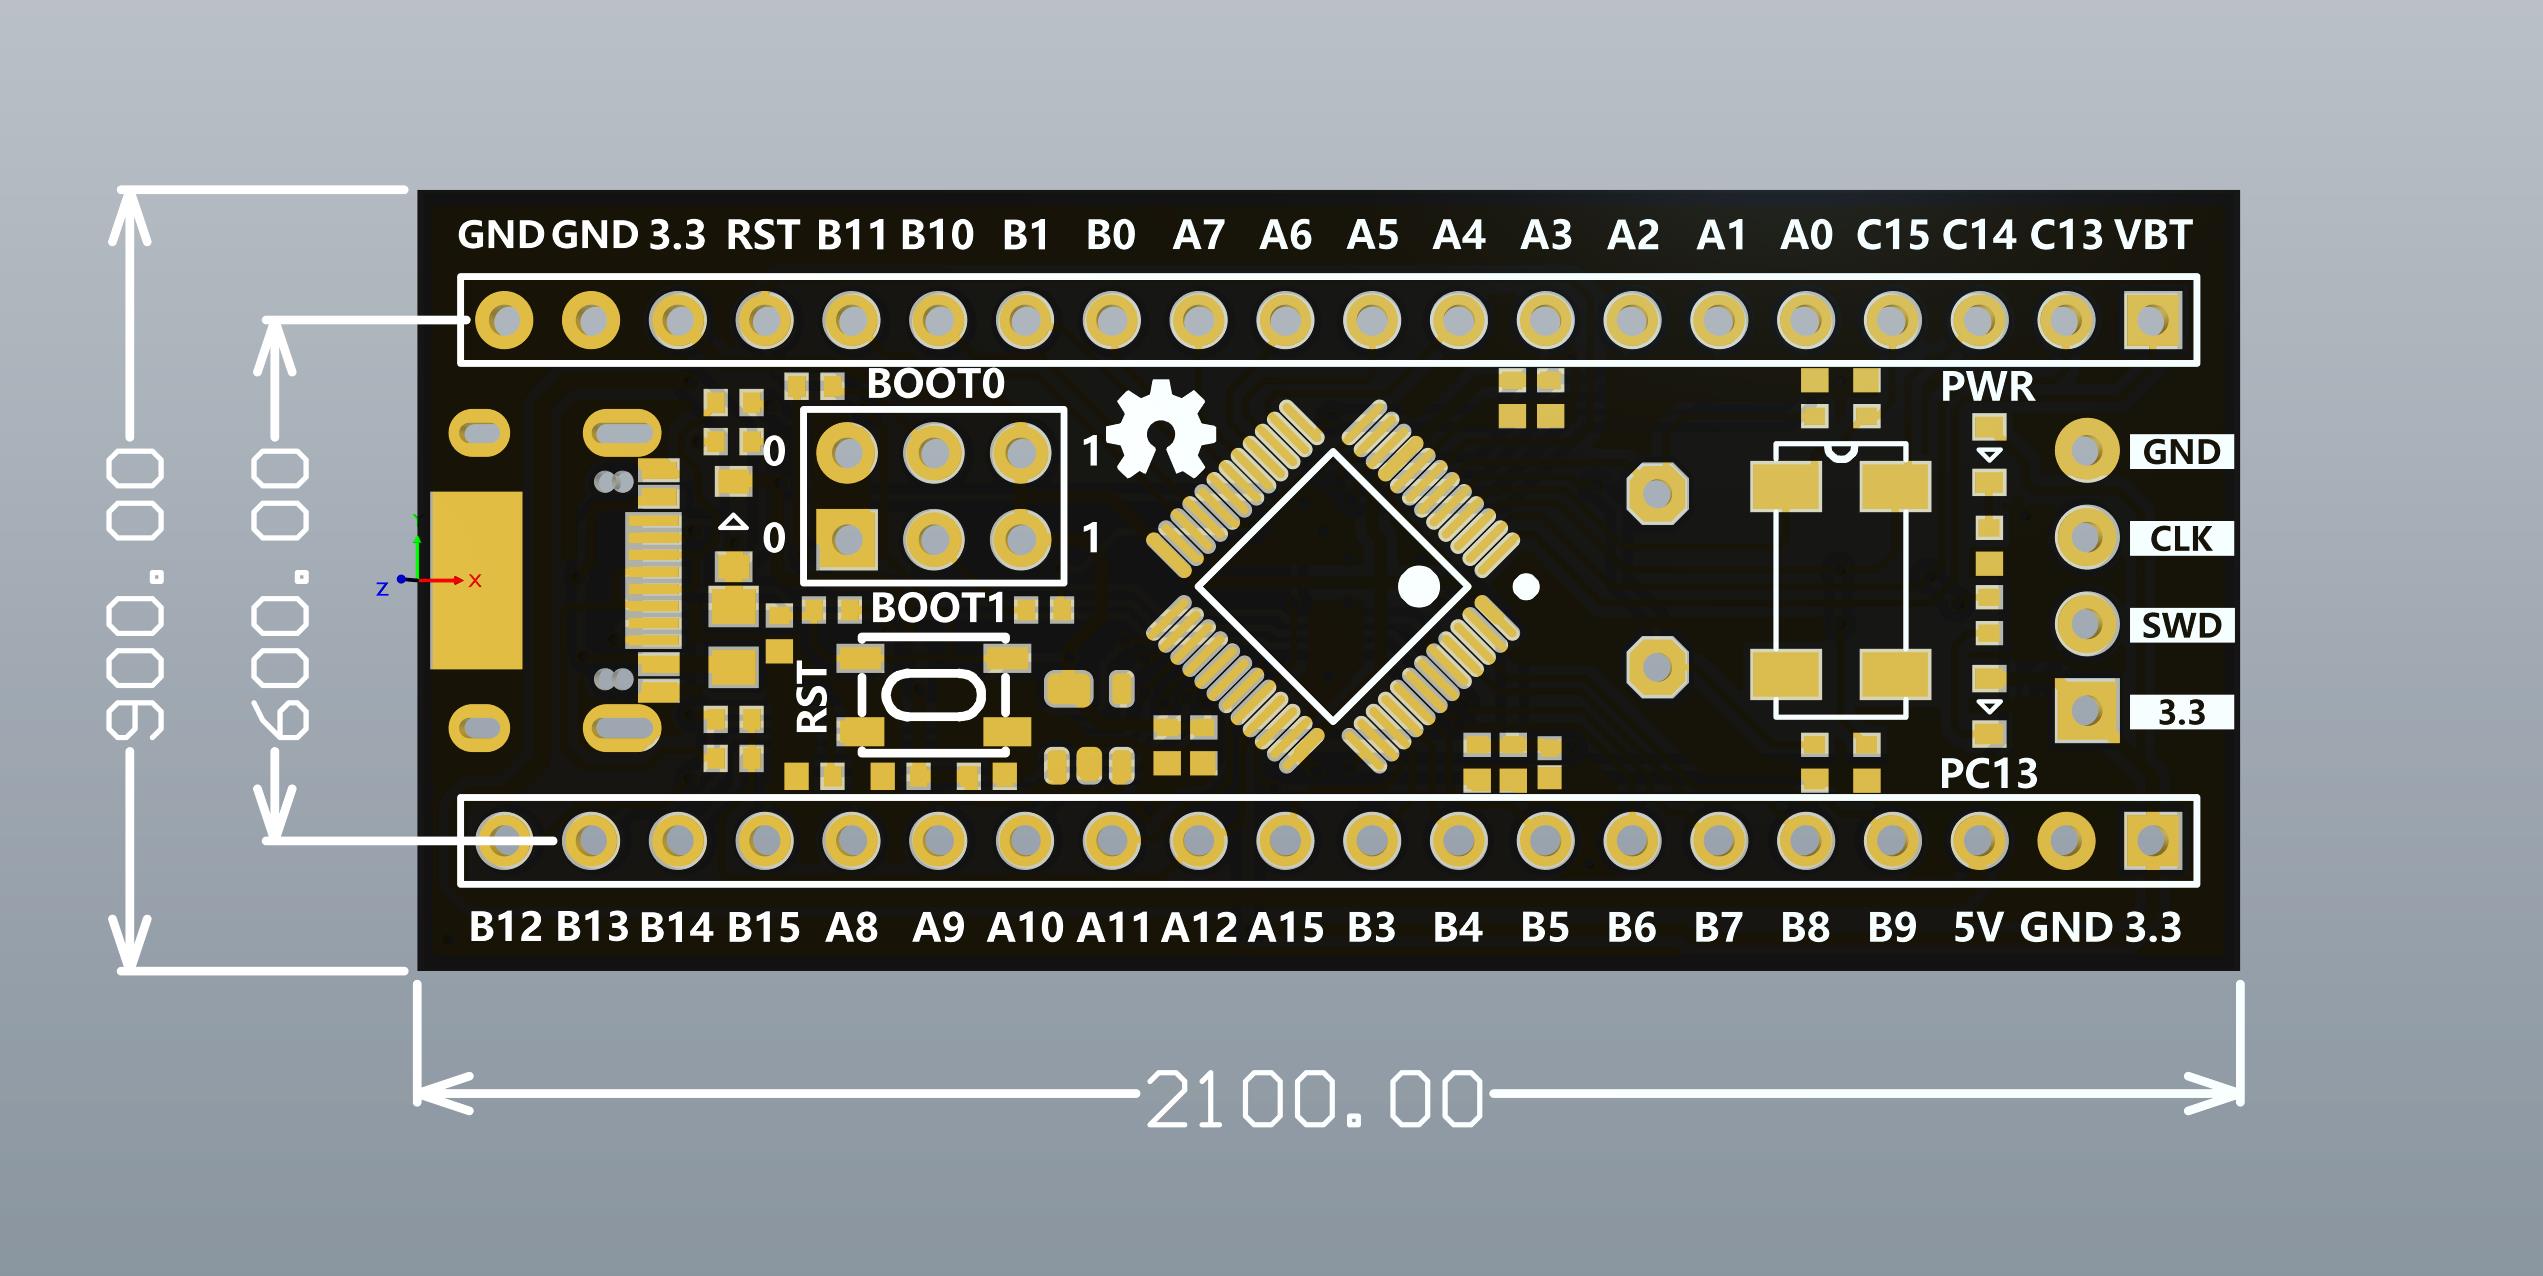 GND GND 3.3 RST B11 B10 B1 B0 A7 A6 A5 A4 A3 A2 A1 A0 C15 C14 C13 VBT
BOOT0
PWR
0 1
GND
0 1
CLK
BOOT1
SWD
RST
3.3
PC13
900.00
600.00
Y
X
Z
B12 B13 B14 B15 A8 A9 A10 A11 A12 A15 B3 B4 B5 B6 B7 B8 B9 5V GND 3.3
2100.00